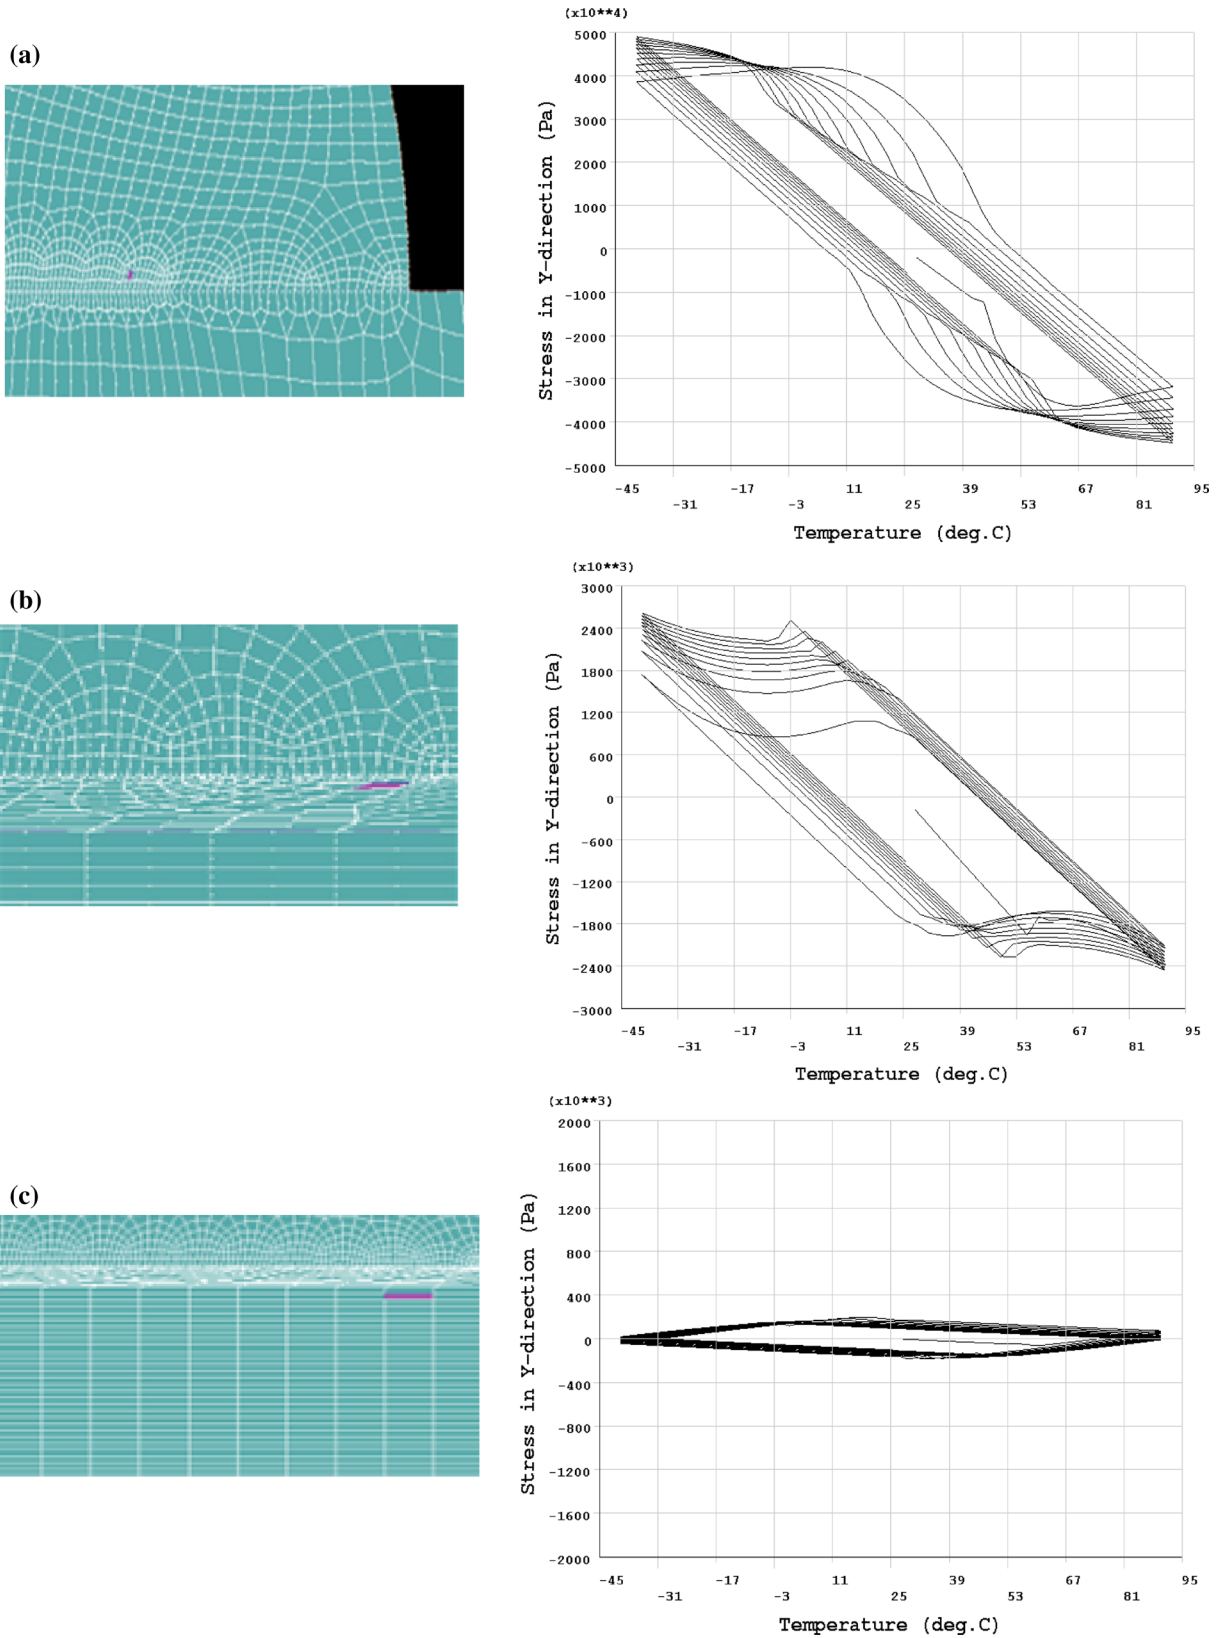 (a)
(x10**4)
5000
4000
3000
2000
1000
0
-1000
-2000
-3000
-4000
-5000
Stress in Y-direction (Pa)
-45 -17 11 39 67 95
-31 -3 25 53 81
Temperature (deg.C)
(b)
(x10**3)
3000
2400
1800
1200
600
0
-600
-1200
-1800
-2400
-3000
Stress in Y-direction (Pa)
-45 -17 11 39 67 95
-31 -3 25 53 81
Temperature (deg.C)
(c)
(x10**3)
2000
1600
1200
800
400
0
-400
-800
-1200
-1600
-2000
Stress in Y-direction (Pa)
-45 -17 11 39 67 95
-31 -3 25 53 81
Temperature (deg.C)